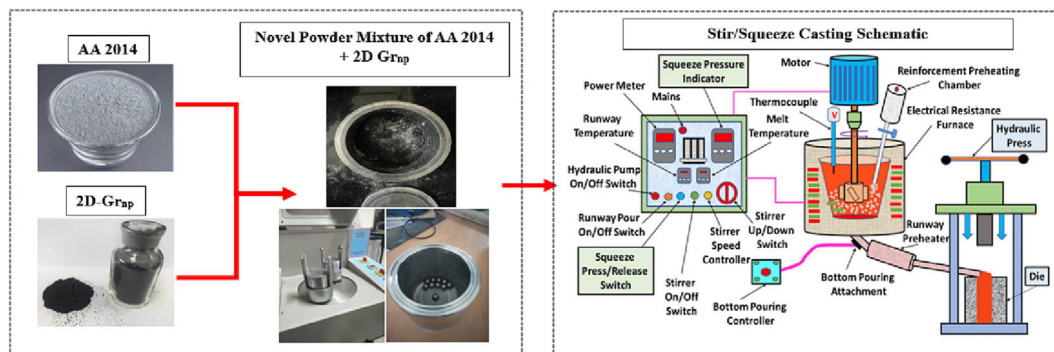 AA 2014
2D-Grnp
Novel Powder Mixture of AA 2014
+ 2D Grnp
Stir/Squeeze Casting Schematic
Squeeze Pressure
Indicator
Motor
Reinforcement Preheating
Chamber
Power Meter
Mains
Thermocouple
Melt
Temperature
Electrical Resistance
Furnace
Runway
Temperature
Hydraulic
Press
V
Hydraulic Pump
On/Off Switch
Runway Pour
On/Off Switch
Stirrer
Up/Down
Switch
Stirrer
Speed
Controller
Squeeze
Press/Release
Switch
Stirrer
On/Off
Switch
Runway
Preheater
Bottom Pouring
Attachment
Die
Bottom Pouring
Controller